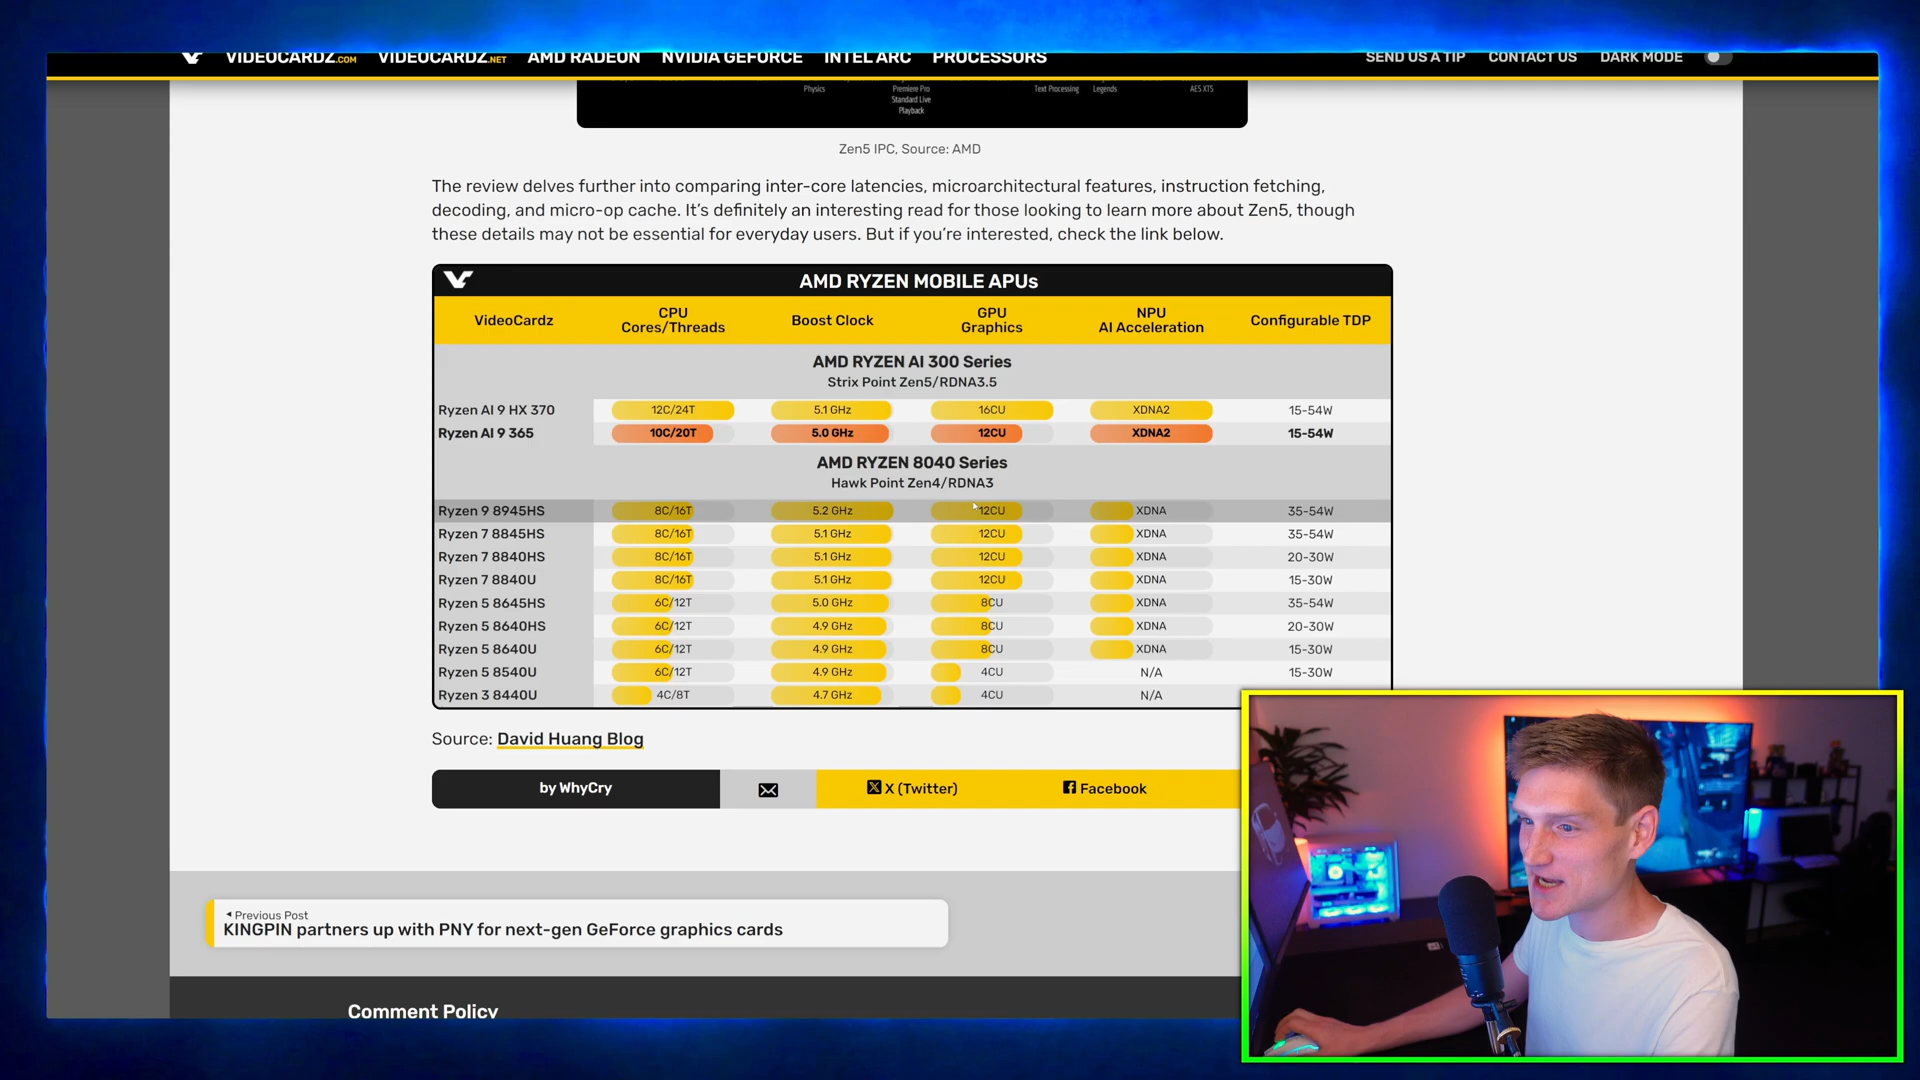 VIDEOCARDZ.COM VIDEOCARDZ.NET AMD RADEON NVIDIA GEFORCE INTEL ARC PROCESSORS SEND US A TIP CONTACT US DARK MODE
Physics Premiere Pro Text Processing Legends AES XTS
Standard Live
Playback
Zen5 IPC, Source: AMD
The review delves further into comparing inter-core latencies, microarchitectural features, instruction fetching,
decoding, and micro-op cache. It's definitely an interesting read for those looking to learn more about Zen5, though
these details may not be essential for everyday users. But if you're interested, check the link below.
AMD RYZEN MOBILE APUs
VideoCardz CPU Cores/Threads Boost Clock GPU Graphics NPU AI Acceleration Configurable TDP
AMD RYZEN AI 300 Series
Strix Point Zen5/RDNA3.5
Ryzen AI 9 HX 370 12C/24T 5.1 GHz 16CU XDNA2 15-54W
Ryzen AI 9 365 10C/20T 5.0 GHz 12CU XDNA2 15-54W
AMD RYZEN 8040 Series
Hawk Point Zen4/RDNA3
Ryzen 9 8945HS 8C/16T 5.2 GHz 12CU XDNA 35-54W
Ryzen 7 8845HS 8C/16T 5.1 GHz 12CU XDNA 35-54W
Ryzen 7 8840HS 8C/16T 5.1 GHz 12CU XDNA 20-30W
Ryzen 7 8840U 8C/16T 5.1 GHz 12CU XDNA 15-30W
Ryzen 5 8645HS 6C/12T 5.0 GHz 8CU XDNA 35-54W
Ryzen 5 8640HS 6C/12T 4.9 GHz 8CU XDNA 20-30W
Ryzen 5 8640U 6C/12T 4.9 GHz 8CU XDNA 15-30W
Ryzen 5 8540U 6C/12T 4.9 GHz 4CU N/A 15-30W
Ryzen 3 8440U 4C/8T 4.7 GHz 4CU N/A
Source: David Huang Blog
by WhyCry X (Twitter) Facebook
Previous Post
KINGPIN partners up with PNY for next-gen GeForce graphics cards
Comment Policy